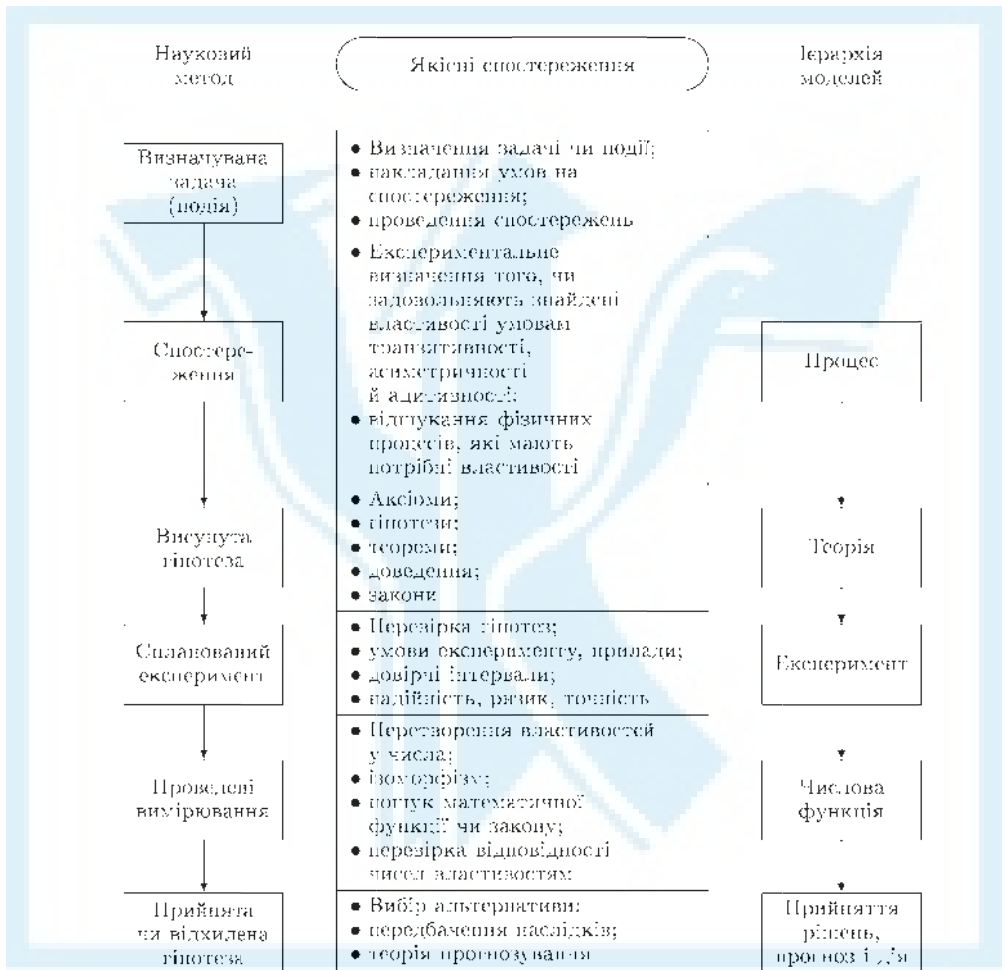 Науковий
метод
Якісні спостереження
Ієрархія
моделей
Визначувана
задача
(подія)
● Визначення задачі чи події;
● накладання умов на
спостереження;
● проведення спостережень
Спостере-
ження
● Експериментальне
визначення того, чи
задовольняють знайдені
властивості умовам
транзитивності,
асиметричності
й адитивності;
● відшукання фізичних
процесів, які мають
потрібні властивості
Процес
Висунута
гіпотеза
● Аксіоми;
● гіпотези;
● теореми;
● доведення;
● закони
Теорія
Спланований
експеримент
● Перевірка гіпотез;
● умови експерименту, прилади;
● довірчі інтервали;
● надійність, ризик, точність
Експеримент
Проведені
вимірювання
● Перетворення властивостей
у числа;
● ізоморфізм;
● пошук математичної
функції чи закону;
● перевірка відповідності
чисел властивостям
Числова
функція
Прийнята
чи відхилена
гіпотеза
● Вибір альтернативи;
● передбачення наслідків;
● теорія прогнозування
Прийняття
рішень,
прогноз і дія